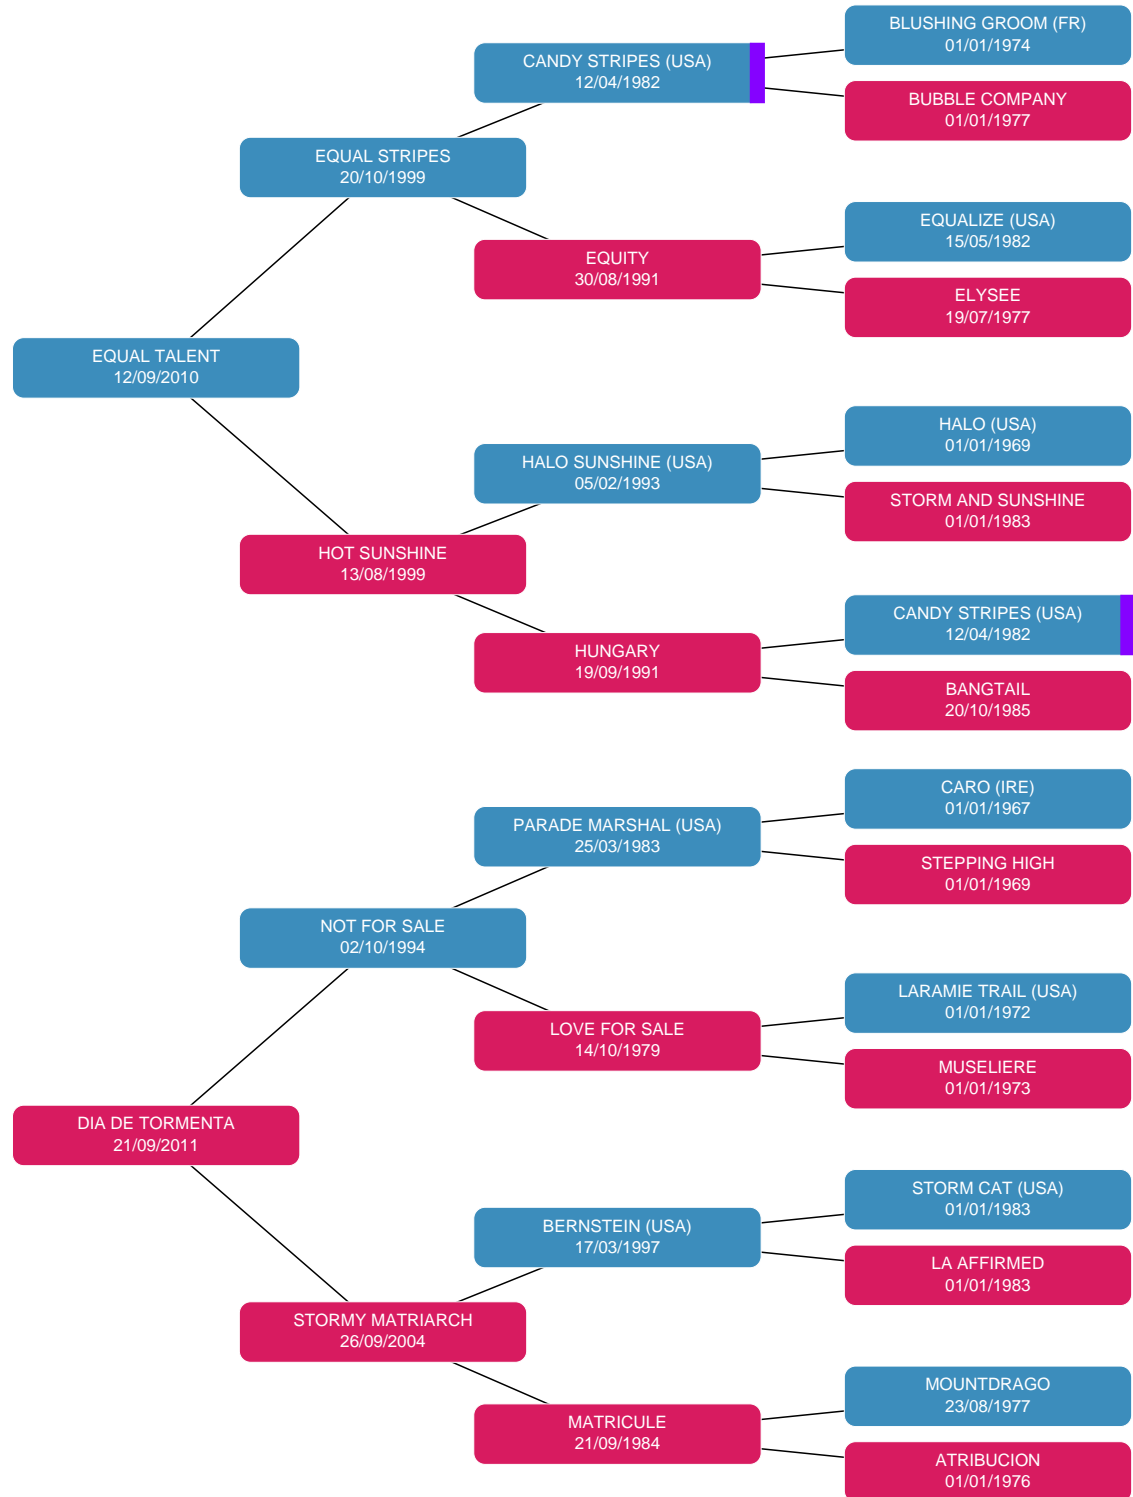 BLUSHING GROOM (FR)
01/01/1974
CANDY STRIPES (USA)
12/04/1982
BUBBLE COMPANY
01/01/1977
EQUAL STRIPES
20/10/1999
EQUALIZE (USA)
15/05/1982
EQUITY
30/08/1991
ELYSEE
19/07/1977
EQUAL TALENT
12/09/2010
HALO (USA)
01/01/1969
HALO SUNSHINE (USA)
05/02/1993
STORM AND SUNSHINE
01/01/1983
HOT SUNSHINE
13/08/1999
CANDY STRIPES (USA)
12/04/1982
HUNGARY
19/09/1991
BANGTAIL
20/10/1985
CARO (IRE)
01/01/1967
PARADE MARSHAL (USA)
25/03/1983
STEPPING HIGH
01/01/1969
NOT FOR SALE
02/10/1994
LARAMIE TRAIL (USA)
01/01/1972
LOVE FOR SALE
14/10/1979
MUSELIERE
01/01/1973
DIA DE TORMENTA
21/09/2011
STORM CAT (USA)
01/01/1983
BERNSTEIN (USA)
17/03/1997
LA AFFIRMED
01/01/1983
STORMY MATRIARCH
26/09/2004
MOUNTDRAGO
23/08/1977
MATRICULE
21/09/1984
ATRIBUCION
01/01/1976